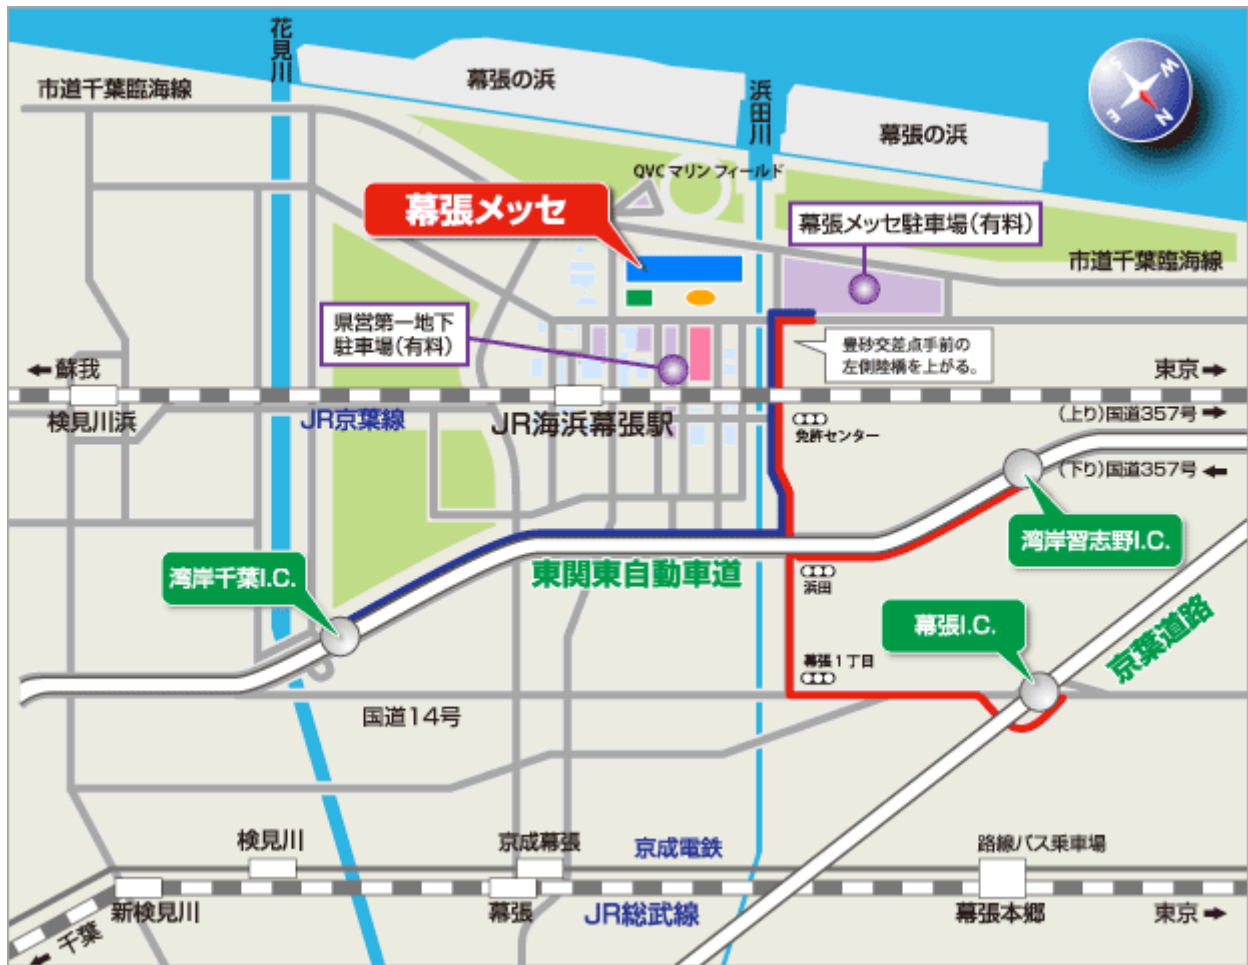 花見川
幕張の浜
浜田川
幕張の浜
S
W
E
N
市道千葉臨海線
QVCマリンフィールド
幕張メッセ
幕張メッセ駐車場(有料)
市道千葉臨海線
県営第一地下
駐車場(有料)
豊砂交差点手前の
左側陸橋を上がる。
←蘇我
東京→
検見川浜
JR京葉線
JR海浜幕張駅
免許センター
(上り)国道357号→
(下り)国道357号←
湾岸習志野I.C.
湾岸千葉I.C.
東関東自動車道
浜田
幕張I.C.
京葉道路
幕張1丁目
国道14号
検見川
京成幕張
京成電鉄
路線バス乗車場
新検見川
幕張
JR総武線
幕張本郷
東京→
←千葉